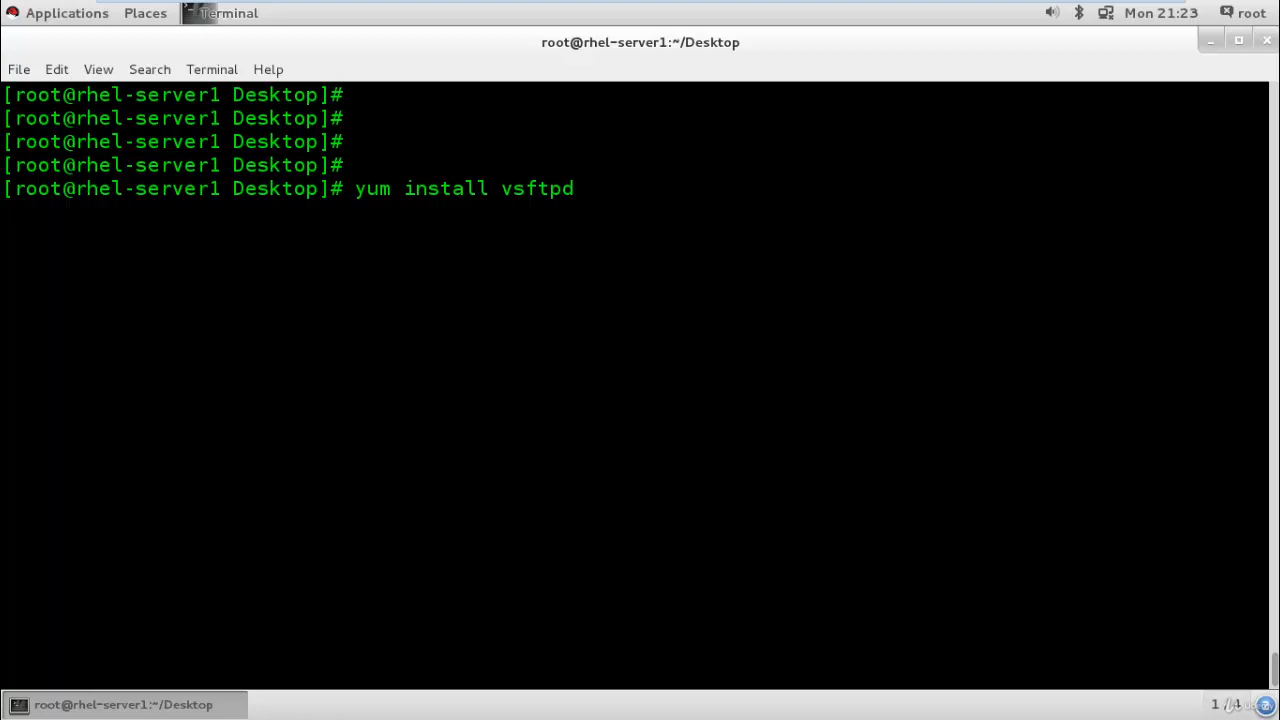 Applications Places Terminal Mon 21:23 root
root@rhel-server1:~/Desktop
File Edit View Search Terminal Help
[root@rhel-server1 Desktop]#
[root@rhel-server1 Desktop]#
[root@rhel-server1 Desktop]#
[root@rhel-server1 Desktop]#
[root@rhel-server1 Desktop]# yum install vsftpd
root@rhel-server1:~/Desktop